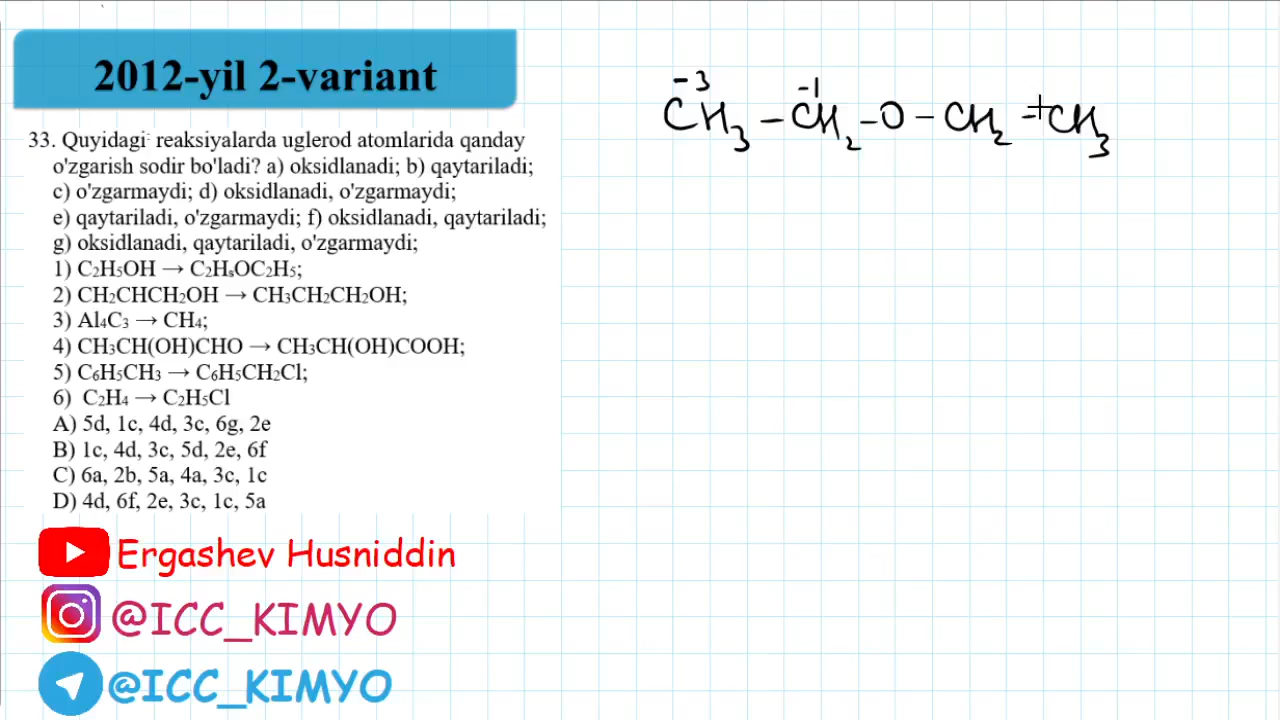 2012-yil 2-variant
33. Quyidagi reaksiyalarda uglerod atomlarida qanday
o'zgarish sodir bo'ladi? a) oksidlanadi; b) qaytariladi;
c) o'zgarmaydi; d) oksidlanadi, o'zgarmaydi;
e) qaytariladi, o'zgarmaydi; f) oksidlanadi, qaytariladi;
g) oksidlanadi, qaytariladi, o'zgarmaydi;
1) C₂H₅OH → C₂H₅OC₂H₅;
2) CH₂CHCH₂OH → CH₃CH₂CH₂OH;
3) Al₄C₃ → CH₄;
4) CH₃CH(OH)CHO → CH₃CH(OH)COOH;
5) C₆H₅CH₃ → C₆H₅CH₂Cl;
6) C₂H₄ → C₂H₅Cl
A) 5d, 1c, 4d, 3c, 6g, 2e
B) 1c, 4d, 3c, 5d, 2e, 6f
C) 6a, 2b, 5a, 4a, 3c, 1c
D) 4d, 6f, 2e, 3c, 1c, 5a
Ergashev Husniddin
@ICC_KIMYO
@ICC_KIMYO
-3 -1
CH₃ - CH₂ - O - CH₂ - CH₃